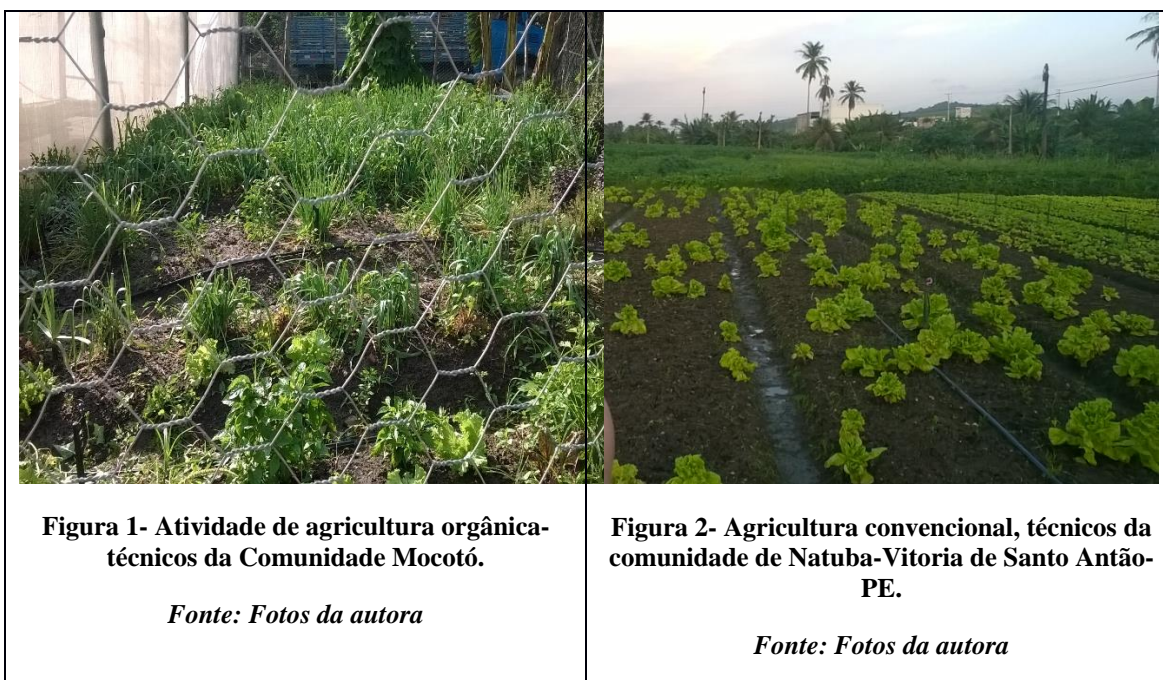 Figura 1- Atividade de agricultura orgânica-
técnicos da Comunidade Mocotó.
Fonte: Fotos da autora
Figura 2- Agricultura convencional, técnicos da
comunidade de Natuba-Vitoria de Santo Antão-
PE.
Fonte: Fotos da autora